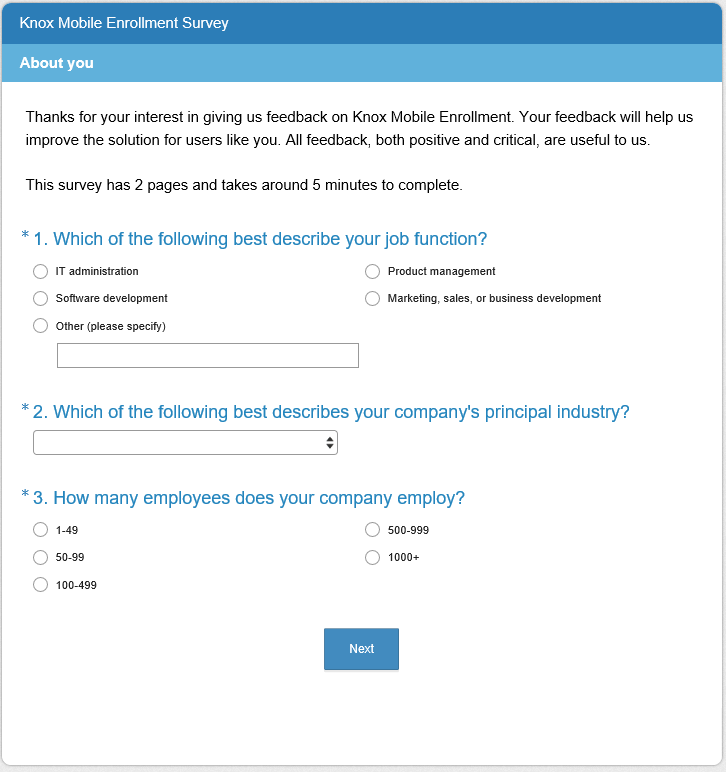 Knox Mobile Enrollment Survey
About you
Thanks for your interest in giving us feedback on Knox Mobile Enrollment. Your feedback will help us
improve the solution for users like you. All feedback, both positive and critical, are useful to us.
This survey has 2 pages and takes around 5 minutes to complete.
* 1. Which of the following best describe your job function?
IT administration
Product management
Software development
Marketing, sales, or business development
Other (please specify)
* 2. Which of the following best describes your company's principal industry?
* 3. How many employees does your company employ?
1-49
500-999
50-99
1000+
100-499
Next